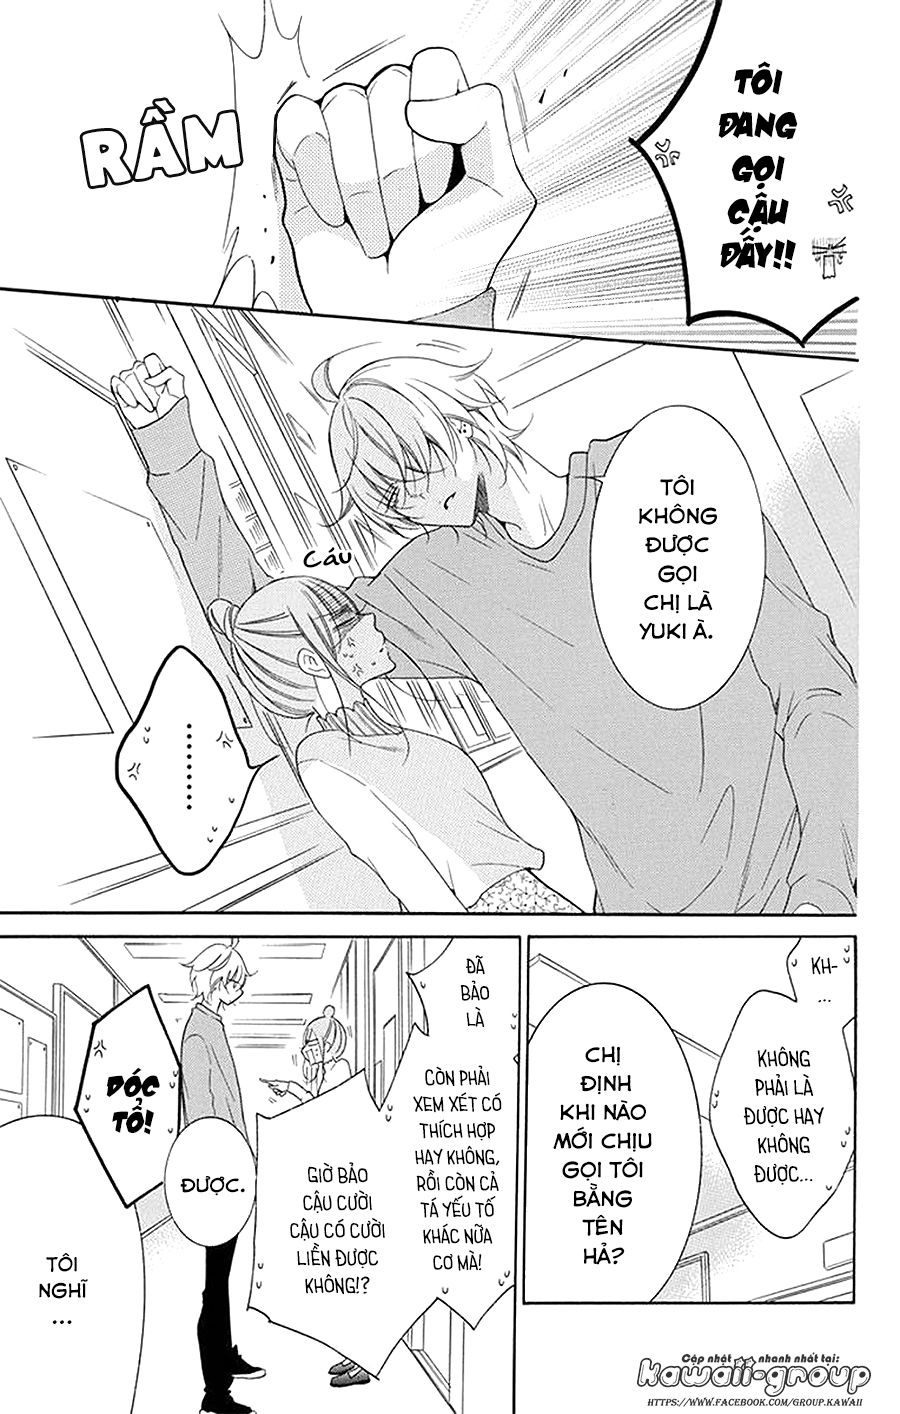 TÔI
ĐANG
GỌI
CẬU
ĐẤY!!
RẦM
TÔI
KHÔNG
ĐƯỢC
GỌI
CHỊ LÀ
YUKI À.
Cáu
.........
KH-
...
KHÔNG
PHẢI LÀ
ĐƯỢC HAY
KHÔNG
ĐƯỢC...
CHỊ
ĐỊNH
KHI NÀO
MỚI CHỊU
GỌI TÔI
BẰNG
TÊN
HẢ?
ĐÃ
BẢO
LÀ
CÒN PHẢI
XEM XÉT CÓ
THÍCH HỢP
HAY KHÔNG,
RỒI CÒN CẢ
TÁ YẾU TỐ
KHÁC NỮA
CƠ MÀ!
GIỜ BẢO
CẬU CƯỜI
CẬU CÓ CƯỜI
LIỀN ĐƯỢC
KHÔNG!?
ĐƯỢC.
ĐÓC
TỔ!
TÔI
NGHĨ
...
Cập nhật nhanh nhất tại:
kawaii-group
HTTPS://WWW.FACEBOOK.COM/GROUP.KAWAII